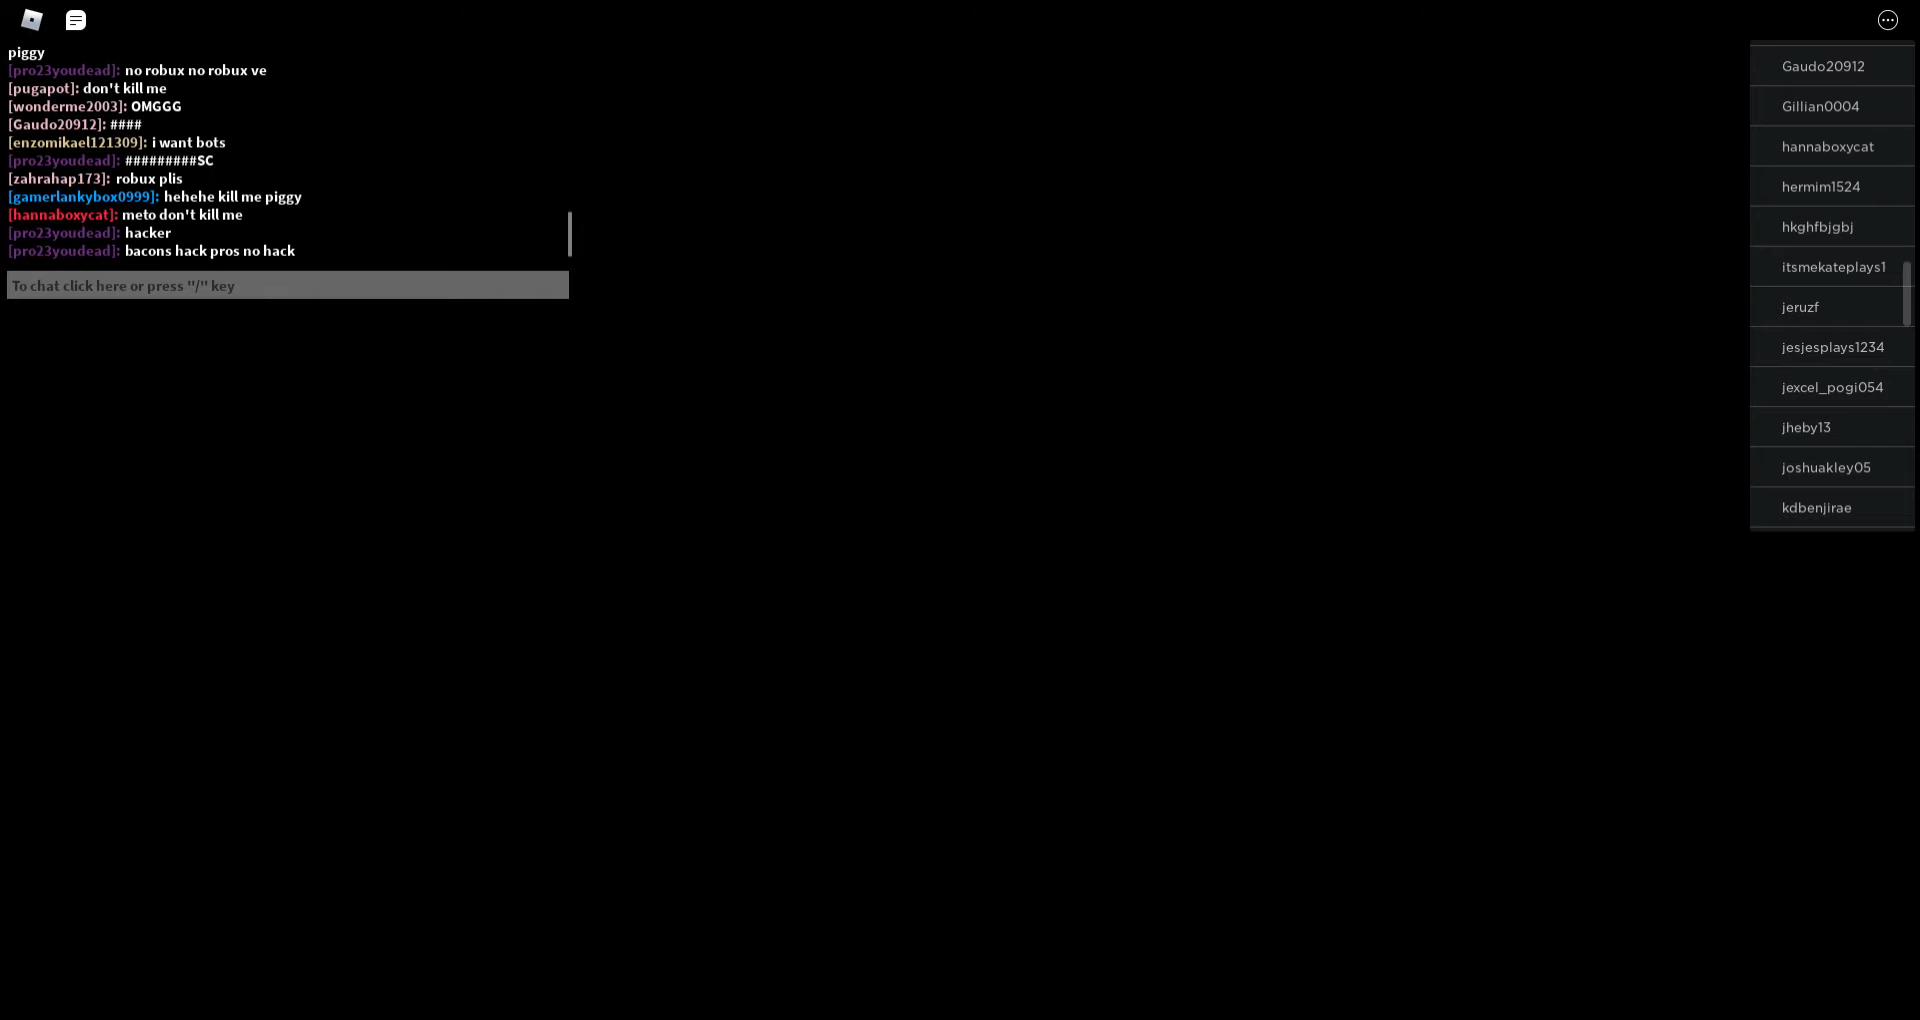 piggy
[pro23youdead]: no robux no robux ve
[pugapot]: don't kill me
[wonderme2003]: OMGGG
[Gaudo20912]: ####
[enzomikael121309]: i want bots
[pro23youdead]: #########SC
[zahrahap173]: robux plis
[gamerlankybox0999]: hehehe kill me piggy
[hannaboxycat]: meto don't kill me
[pro23youdead]: hacker
[pro23youdead]: bacons hack pros no hack
To chat click here or press "/" key
Gaudo20912
Gillian0004
hannaboxycat
hermim1524
hkghfbjgbj
itsmekateplays1
jeruzf
jesjesplays1234
jexcel_pogi054
jheby13
joshuakley05
kdbenjirae